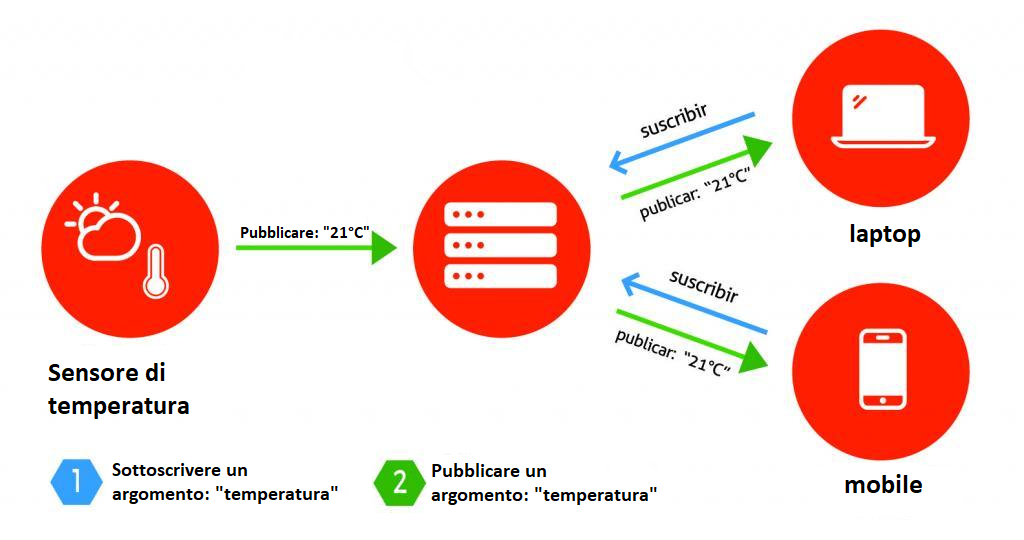 suscribir
publicar: "21°C"
laptop
Pubblicare: "21°C"
suscribir
publicar: "21°C"
mobile
Sensore di
temperatura
1
Sottoscrivere un
argomento: "temperatura"
2
Pubblicare un
argomento: "temperatura"